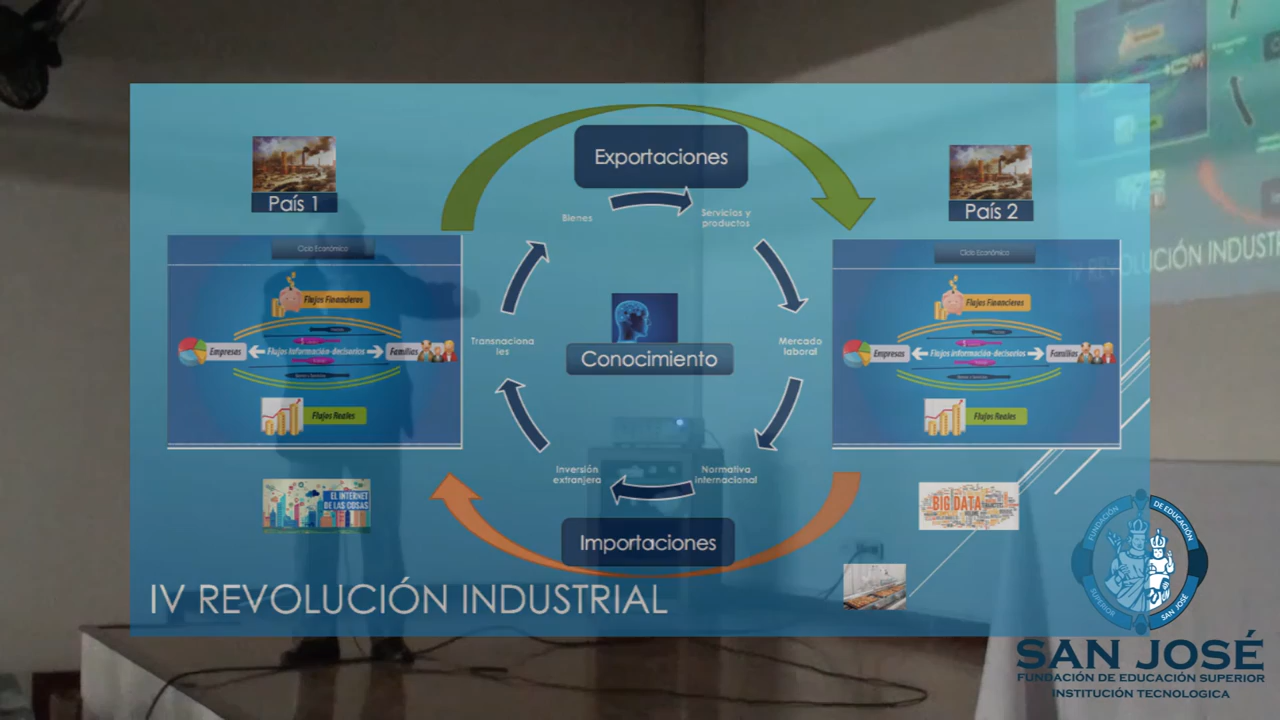 Exportaciones
País 1
País 2
Bienes
Servicios y
productos
Ciclo Económico
Flujos Financieros
Empresas
Flujos información-decisorios
Familias
Flujos Reales
Ciclo Económico
Flujos Financieros
Empresas
Flujos información-decisorios
Familias
Flujos Reales
Transnaciona
les
Conocimiento
Mercado
laboral
Inversión
extranjera
Normativa
internacional
Importaciones
EL INTERNET
DE LAS COSAS
BIG DATA
IV REVOLUCIÓN INDUSTRIAL
IV REVOLUCIÓN INDUSTR
FUNDACIÓN
DE EDUCACIÓN
SUPERIOR
SAN JOSÉ
SAN JOSÉ
FUNDACIÓN DE EDUCACIÓN SUPERIOR
INSTITUCIÓN TECNOLOGICA